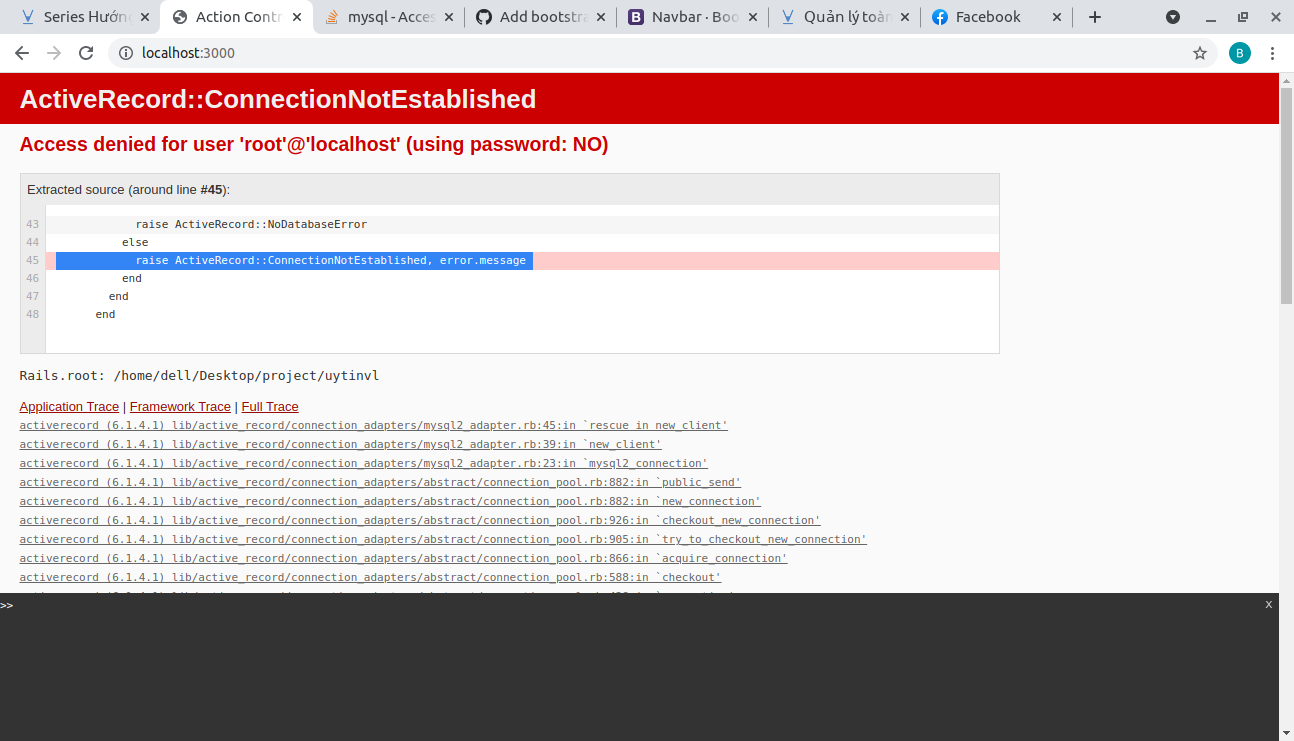 Series Hướng
Action Contr
mysql - Acces
Add bootstra
Navbar · Boo
Quản lý toàn
Facebook
localhost:3000
B
ActiveRecord::ConnectionNotEstablished
Access denied for user 'root'@'localhost' (using password: NO)
Extracted source (around line #45):
43 raise ActiveRecord::NoDatabaseError
44 else
45 raise ActiveRecord::ConnectionNotEstablished, error.message
46 end
47 end
48 end
Rails.root: /home/dell/Desktop/project/uytinvl
Application Trace | Framework Trace | Full Trace
activerecord (6.1.4.1) lib/active_record/connection_adapters/mysql2_adapter.rb:45:in `rescue in new_client'
activerecord (6.1.4.1) lib/active_record/connection_adapters/mysql2_adapter.rb:39:in `new_client'
activerecord (6.1.4.1) lib/active_record/connection_adapters/mysql2_adapter.rb:23:in `mysql2_connection'
activerecord (6.1.4.1) lib/active_record/connection_adapters/abstract/connection_pool.rb:882:in `public_send'
activerecord (6.1.4.1) lib/active_record/connection_adapters/abstract/connection_pool.rb:882:in `new_connection'
activerecord (6.1.4.1) lib/active_record/connection_adapters/abstract/connection_pool.rb:926:in `checkout_new_connection'
activerecord (6.1.4.1) lib/active_record/connection_adapters/abstract/connection_pool.rb:905:in `try_to_checkout_new_connection'
activerecord (6.1.4.1) lib/active_record/connection_adapters/abstract/connection_pool.rb:866:in `acquire_connection'
activerecord (6.1.4.1) lib/active_record/connection_adapters/abstract/connection_pool.rb:588:in `checkout'
>> x